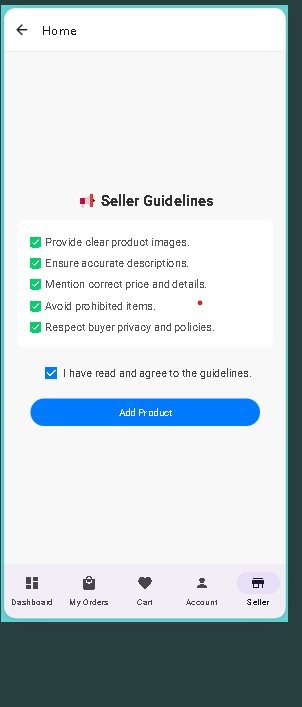 Home
Seller Guidelines
Provide clear product images.
Ensure accurate descriptions.
Mention correct price and details.
Avoid prohibited items.
Respect buyer privacy and policies.
I have read and agree to the guidelines.
Add Product
Dashboard My Orders Cart Account Seller